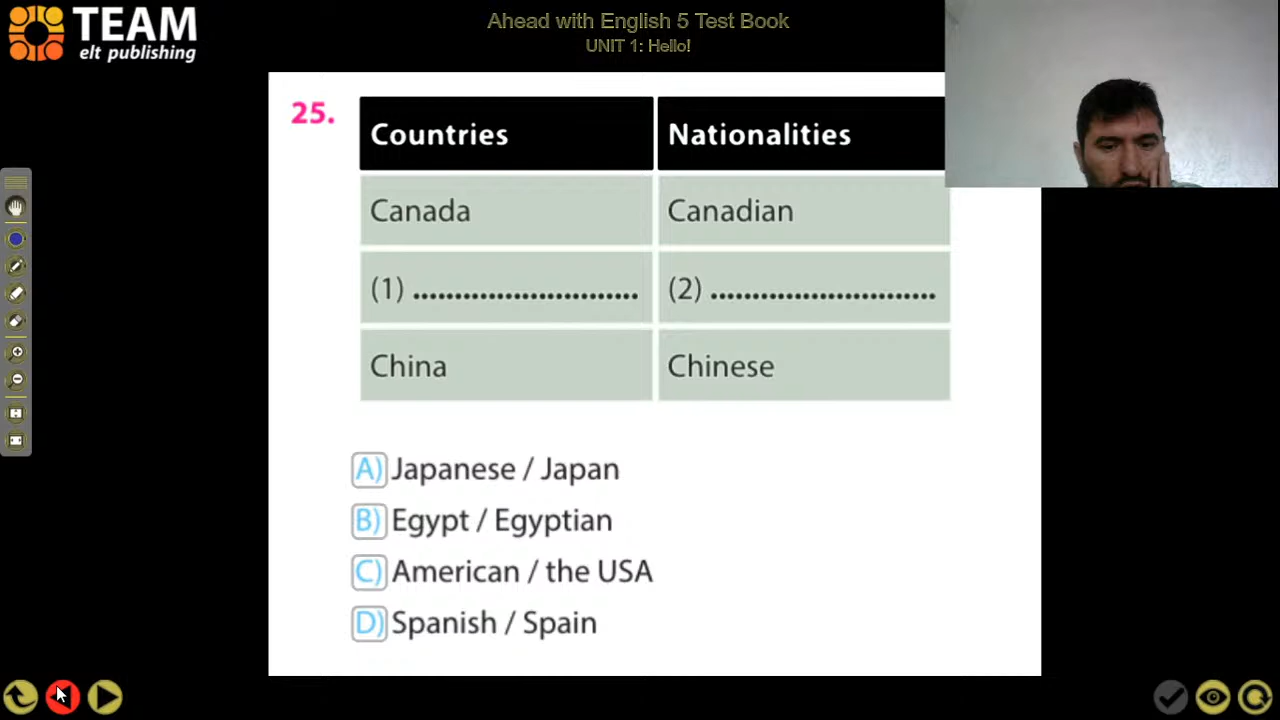 TEAM
elt publishing
Ahead with English 5 Test Book
UNIT 1: Hello!
25.
Countries Nationalities
Canada Canadian
(1) ........................... (2) ...........................
China Chinese
A) Japanese / Japan
B) Egypt / Egyptian
C) American / the USA
D) Spanish / Spain